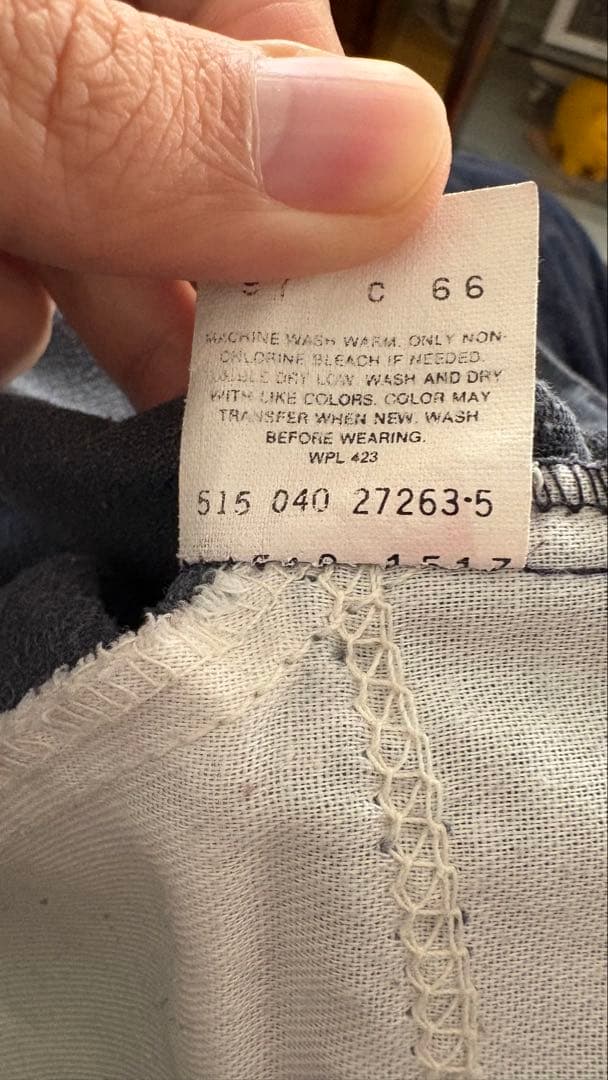 C 66
MACHINE WASH WARM. ONLY NON-
CHLORINE BLEACH IF NEEDED.
DRY LOW. WASH AND DRY
WITH LIKE COLORS. COLOR MAY
TRANSFER WHEN NEW. WASH
BEFORE WEARING.
WPL 423
515 040 27263-5
1517